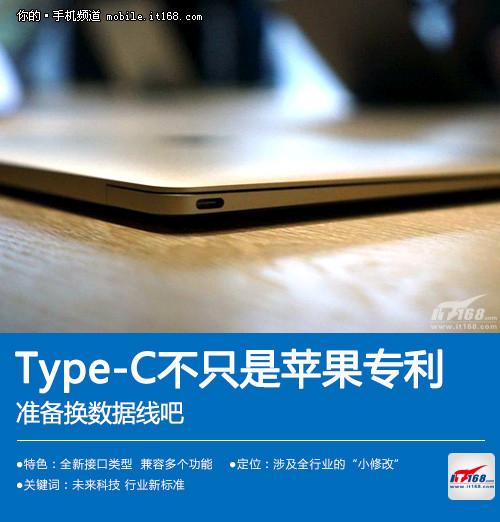 你的·手机频道 mobile.it168.com
iT168.com
www.it168.com
Type-C不只是苹果专利
准备换数据线吧
●特色：全新接口类型 兼容多个功能 ●定位：涉及全行业的“小修改”
●关键词：未来科技 行业新标准
iT168
www.it168.com